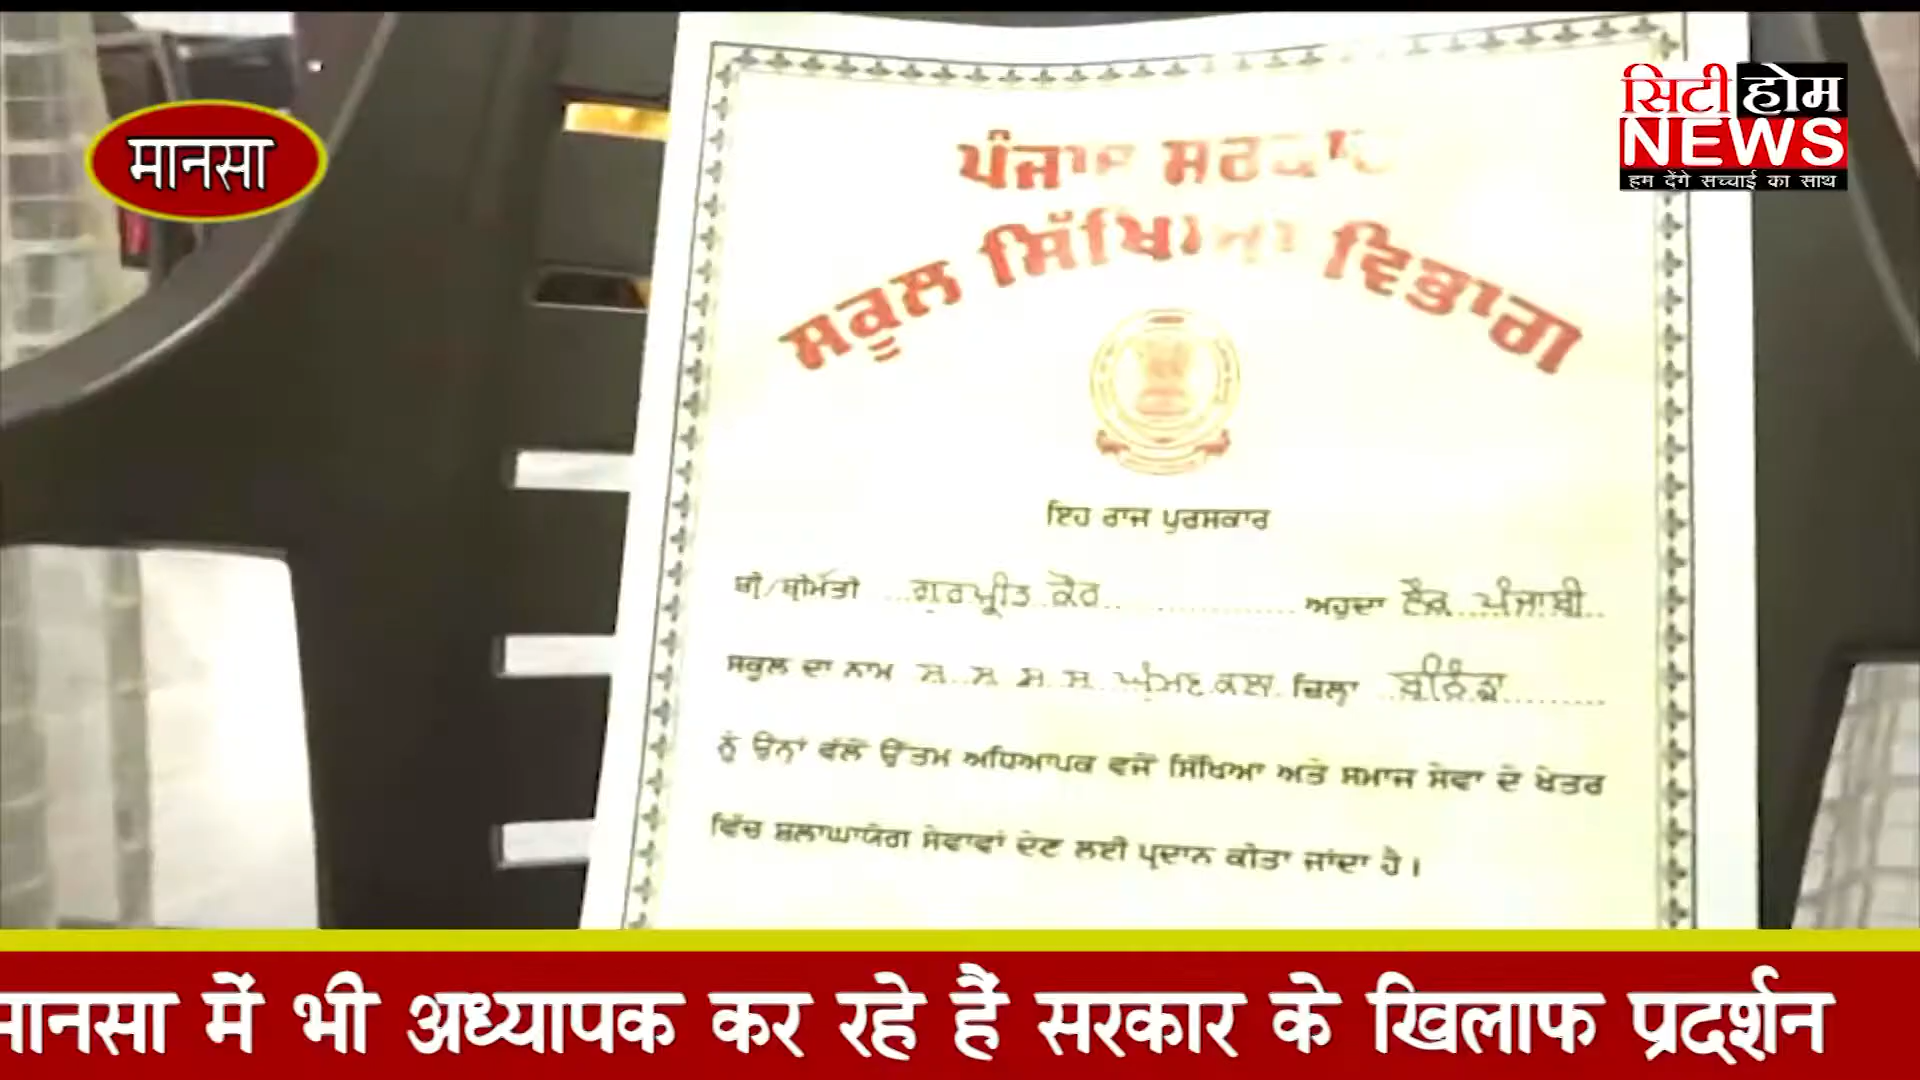 मानसा
सिटी होम
NEWS
हम देंगे सच्चाई का साथ
ਪੰਜਾਬ ਸਰਕਾਰ
ਸਕੂਲ ਸਿੱਖਿਆ ਵਿਭਾਗ
ਇਹ ਰਾਜ ਪੁਰਸਕਾਰ
ਸ਼੍ਰੀ/ਸ਼੍ਰੀਮਤੀ ਗੁਰਪ੍ਰੀਤ ਕੌਰ ਅਹੁਦਾ ਲੈਕ ਪੰਜਾਬੀ
ਸਕੂਲ ਦਾ ਨਾਮ ਸ. ਸ. ਸ. ਸ. ਜ਼ਿਲ੍ਹਾ
ਨੂੰ ਉਨਾਂ ਵੱਲੋਂ ਉੱਤਮ ਅਧਿਆਪਕ ਵਜੋਂ ਸਿੱਖਿਆ ਅਤੇ ਸਮਾਜ ਸੇਵਾ ਦੇ ਖੇਤਰ
ਵਿੱਚ ਸ਼ਲਾਘਾਯੋਗ ਸੇਵਾਵਾਂ ਦੇਣ ਲਈ ਪ੍ਰਦਾਨ ਕੀਤਾ ਜਾਂਦਾ ਹੈ।
मानसा में भी अध्यापक कर रहे हैं सरकार के खिलाफ प्रदर्शन